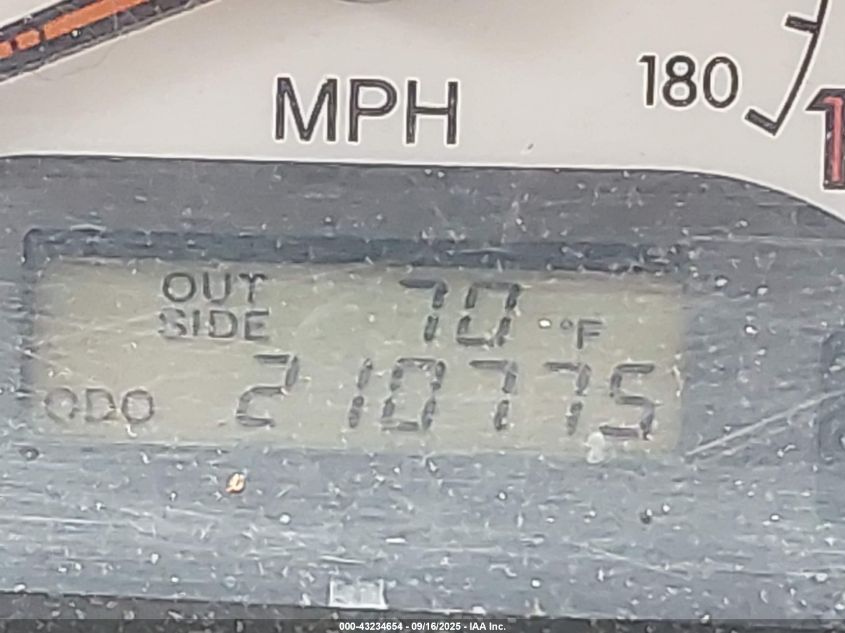 180
MPH
OUT
SIDE
70 °F
ODO 210775
000-43234654 - 09/16/2025 - IAA Inc.